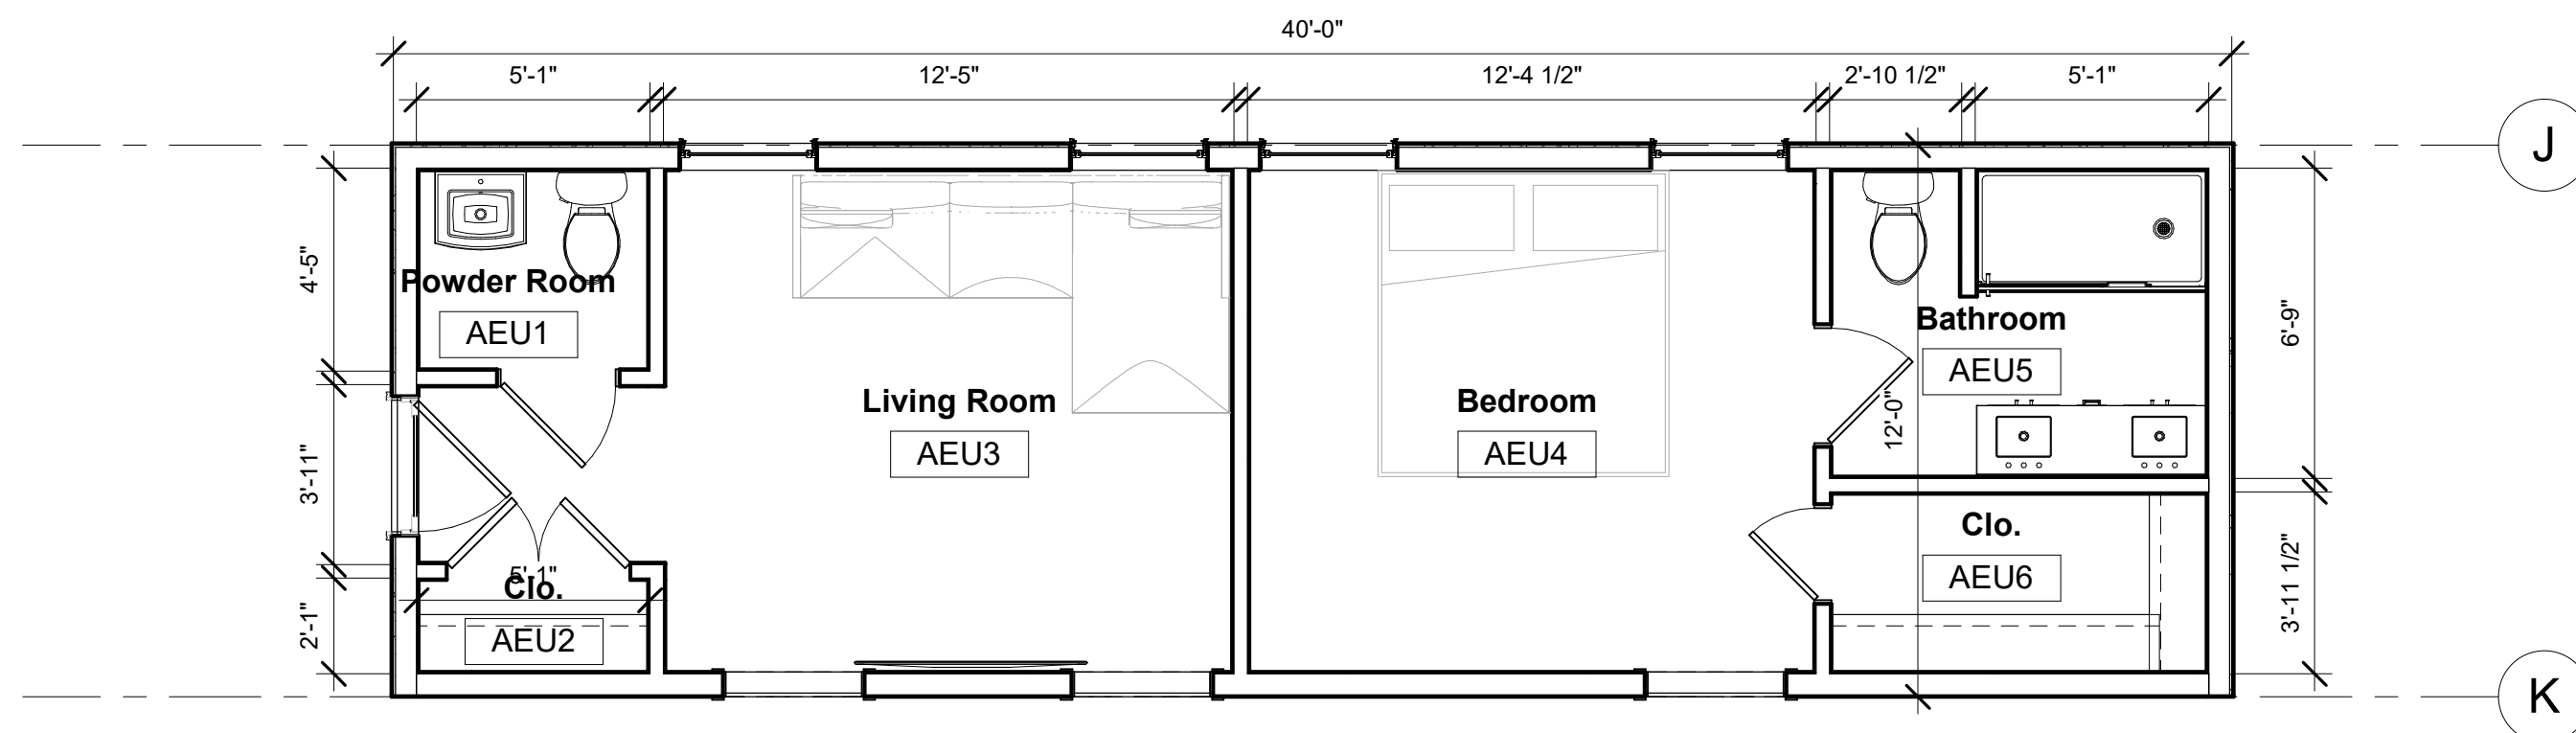 40'-0"
5'-1"
12'-5"
12'-4 1/2"
2'-10 1/2"
5'-1"
J
4'-5"
Powder Room
AEU1
6'-9"
Bathroom
AEU5
Living Room
AEU3
Bedroom
AEU4
12'-0"
3'-11"
Clo.
AEU6
5'-1"
Clo.
AEU2
2'-1"
3'-11 1/2"
K